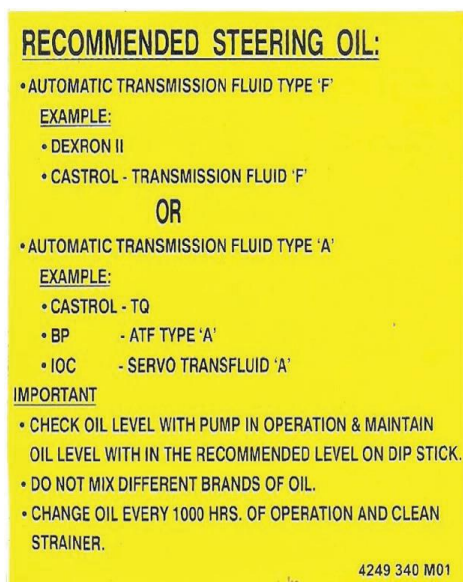 RECOMMENDED STEERING OIL:
• AUTOMATIC TRANSMISSION FLUID TYPE 'F'
EXAMPLE:
• DEXRON II
• CASTROL - TRANSMISSION FLUID 'F'
OR
• AUTOMATIC TRANSMISSION FLUID TYPE 'A'
EXAMPLE:
• CASTROL - TQ
• BP - ATF TYPE 'A'
• IOC - SERVO TRANSFLUID 'A'
IMPORTANT
• CHECK OIL LEVEL WITH PUMP IN OPERATION & MAINTAIN
OIL LEVEL WITH IN THE RECOMMENDED LEVEL ON DIP STICK.
• DO NOT MIX DIFFERENT BRANDS OF OIL.
• CHANGE OIL EVERY 1000 HRS. OF OPERATION AND CLEAN
STRAINER.
4249 340 M01